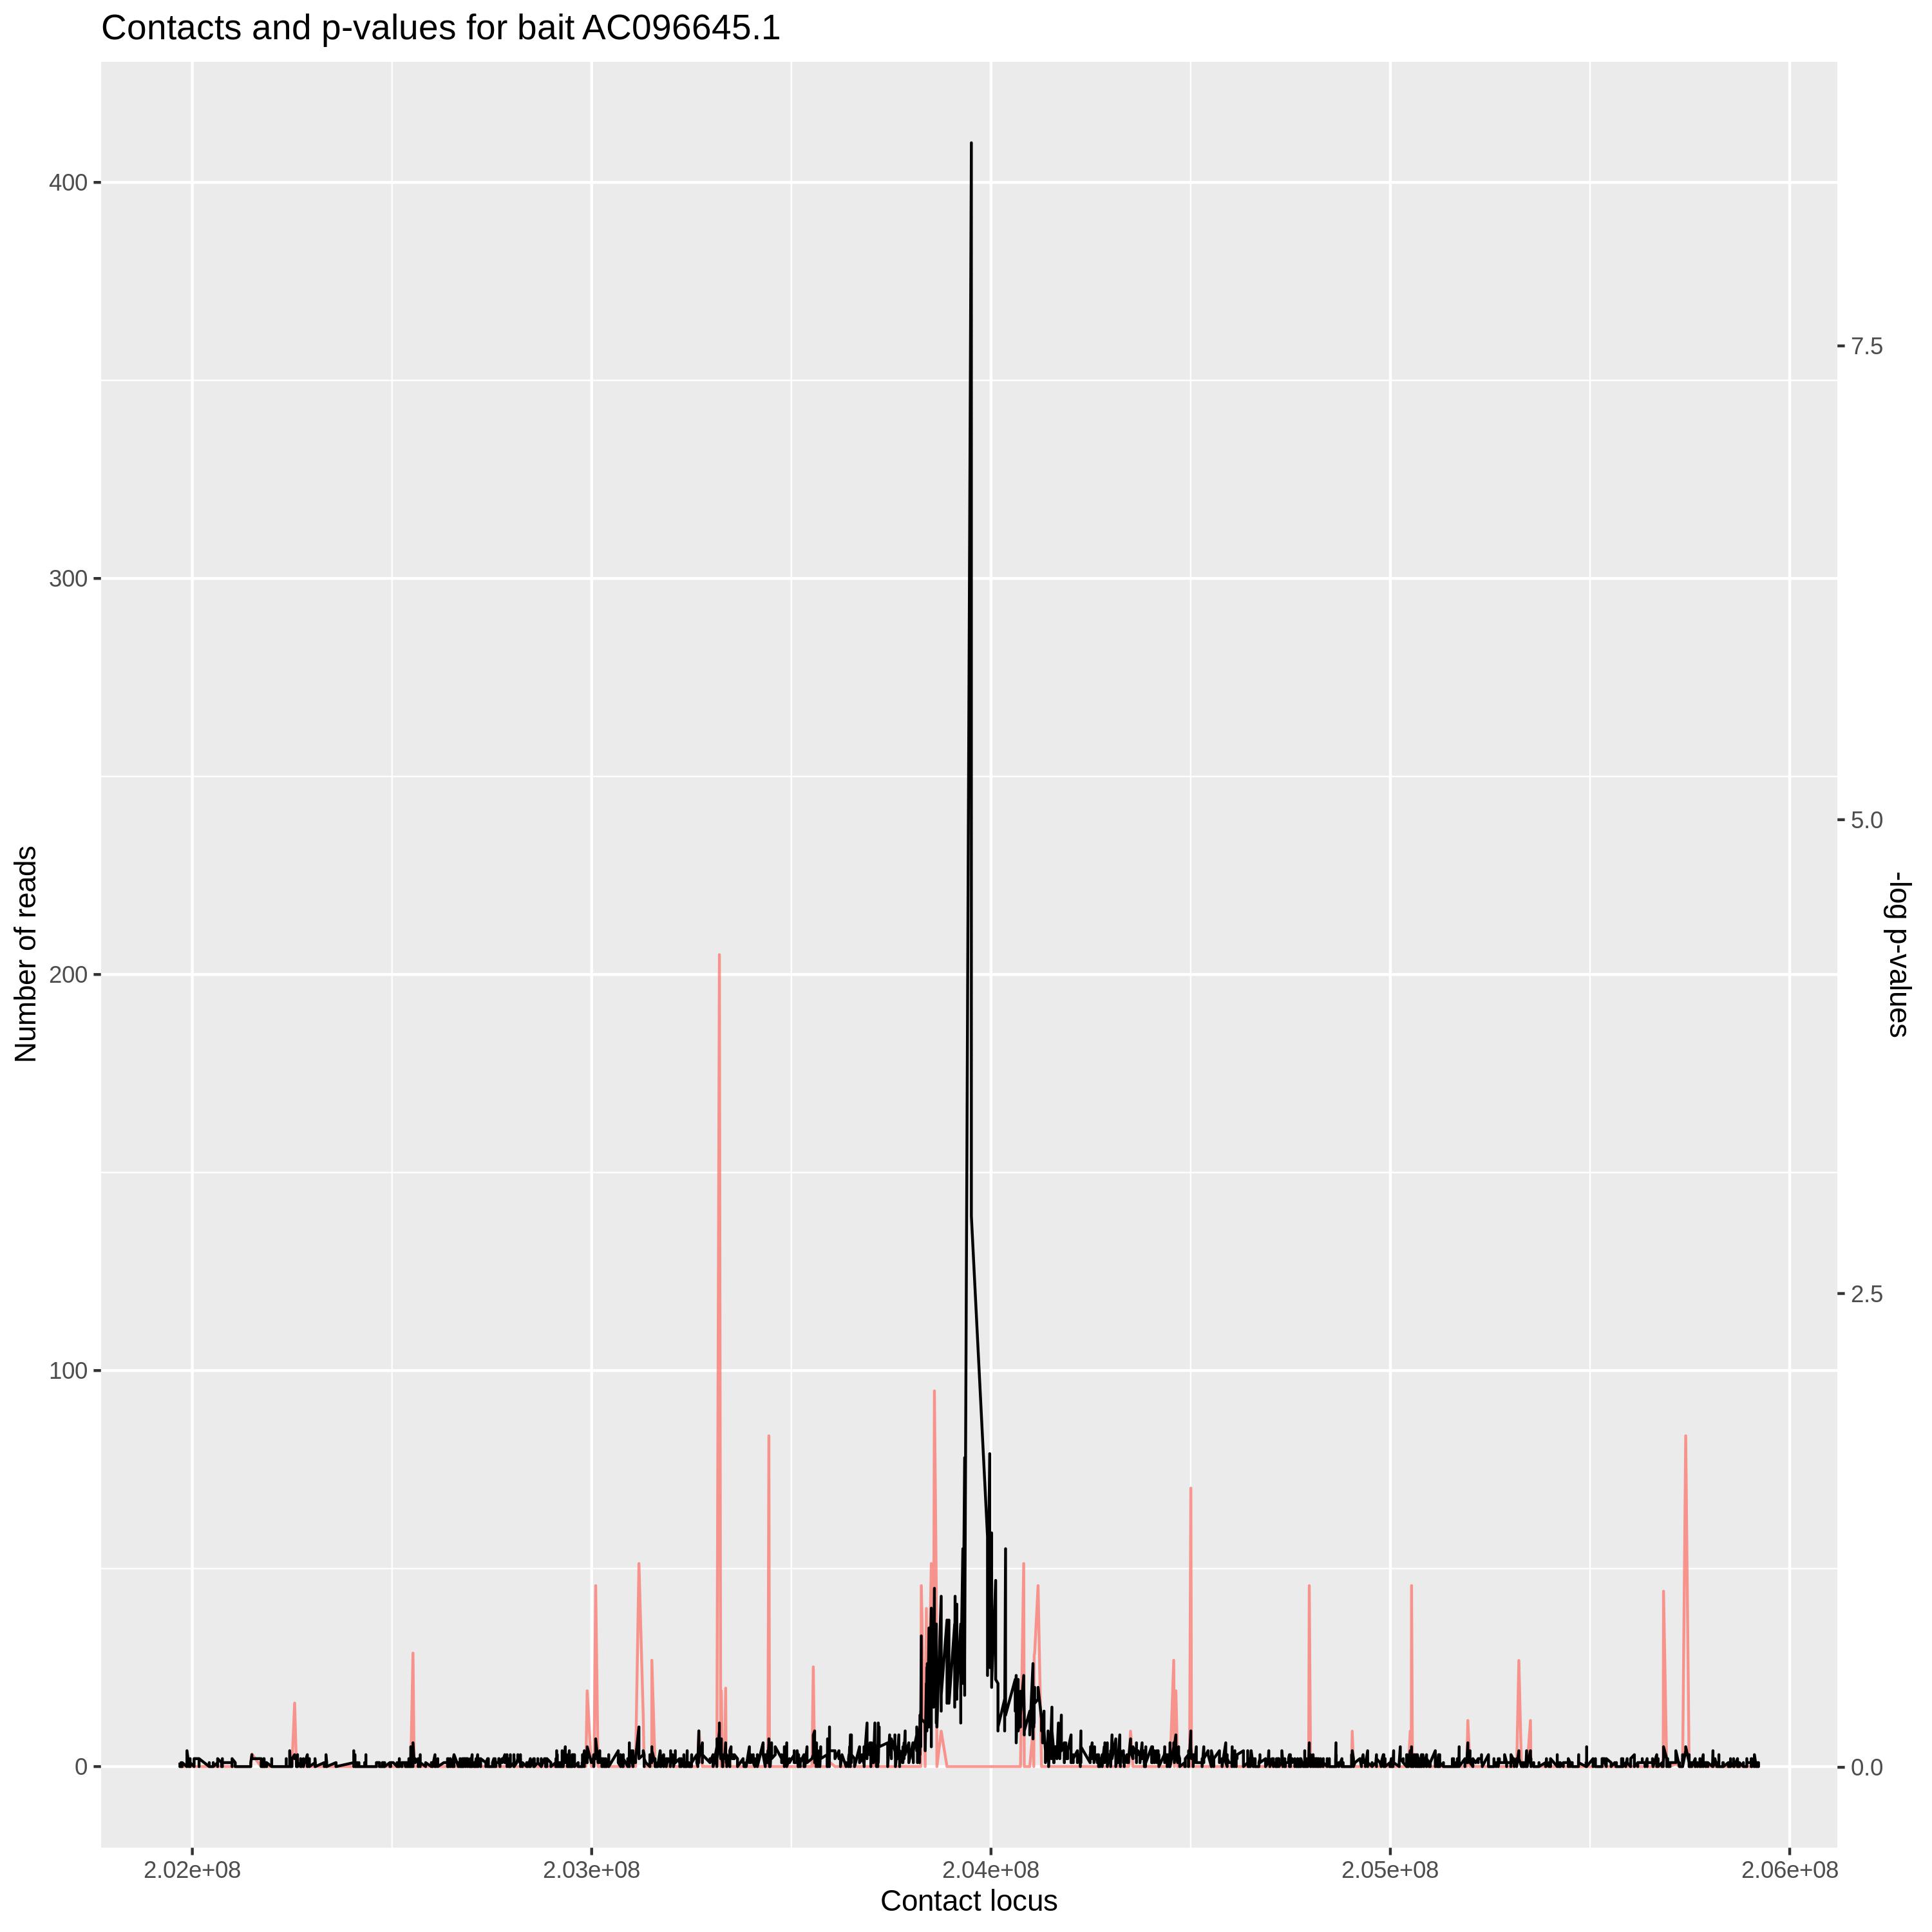 Contacts and p-values for bait AC096645.1
400
300
200
100
0
Number of reads
7.5
5.0
2.5
0.0
-log p-values
2.02e+08 2.03e+08 2.04e+08 2.05e+08 2.06e+08
Contact locus